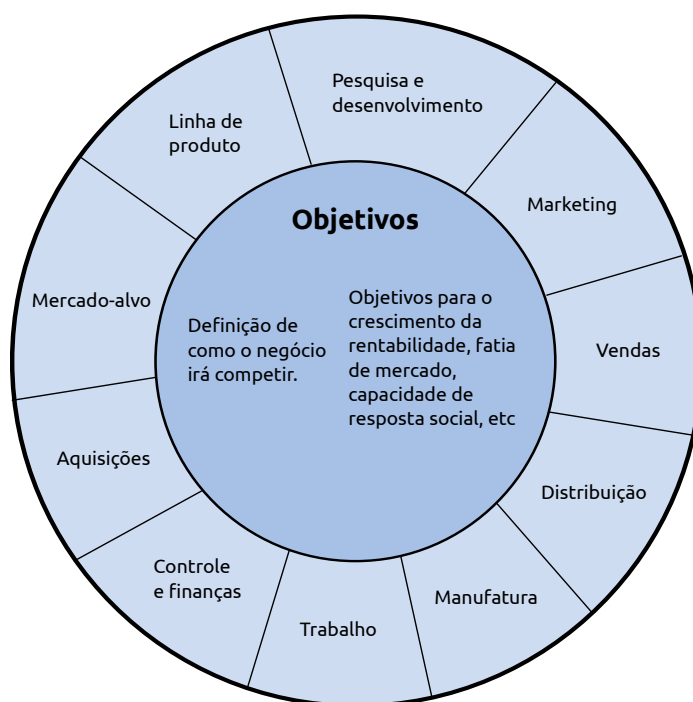 Pesquisa e
desenvolvimento
Linha de
produto
Marketing
Objetivos
Mercado-alvo
Definição de
como o negócio
irá competir.
Objetivos para o
crescimento da
rentabilidade, fatia
de mercado,
capacidade de
resposta social, etc
Vendas
Aquisições
Distribuição
Controle
e finanças
Manufatura
Trabalho